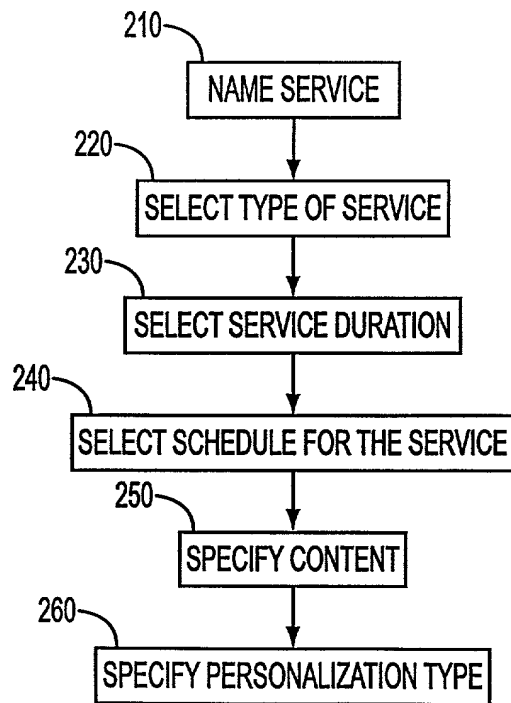 210
NAME SERVICE
220
SELECT TYPE OF SERVICE
230
SELECT SERVICE DURATION
240
SELECT SCHEDULE FOR THE SERVICE
250
SPECIFY CONTENT
260
SPECIFY PERSONALIZATION TYPE